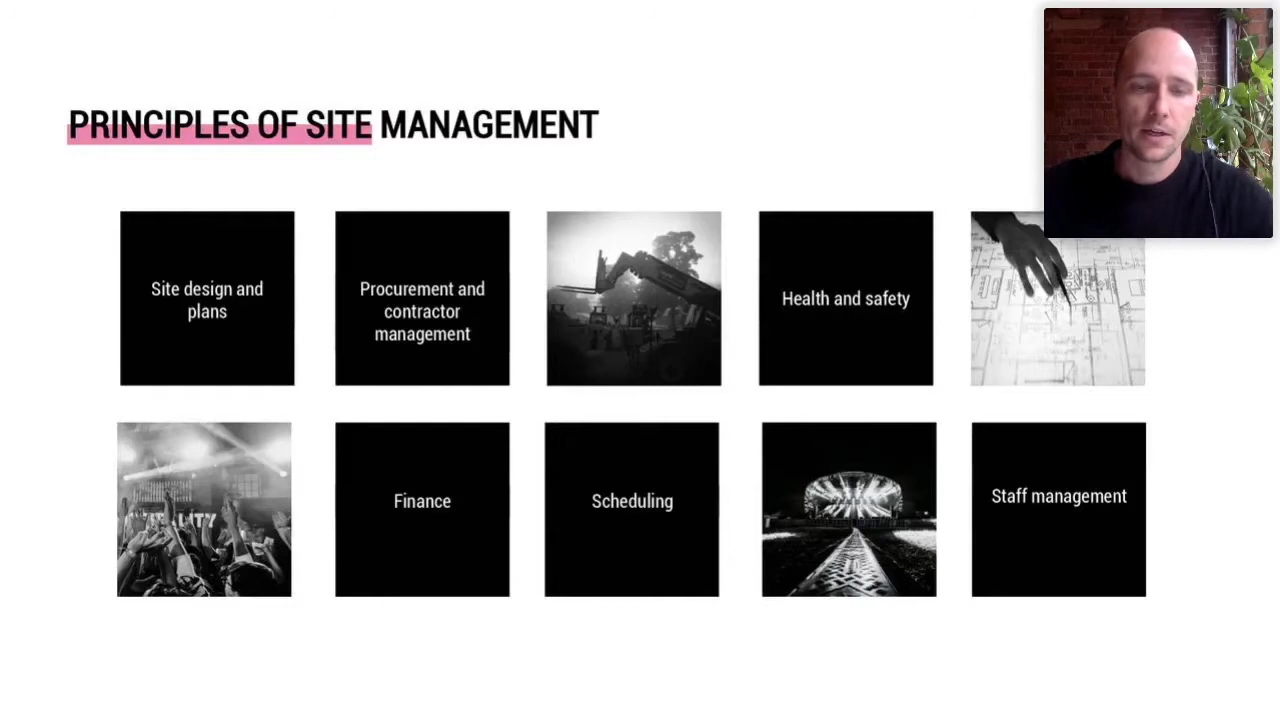 PRINCIPLES OF SITE MANAGEMENT
Site design and
plans
Procurement and
contractor
management
Health and safety
Finance
Scheduling
Staff management